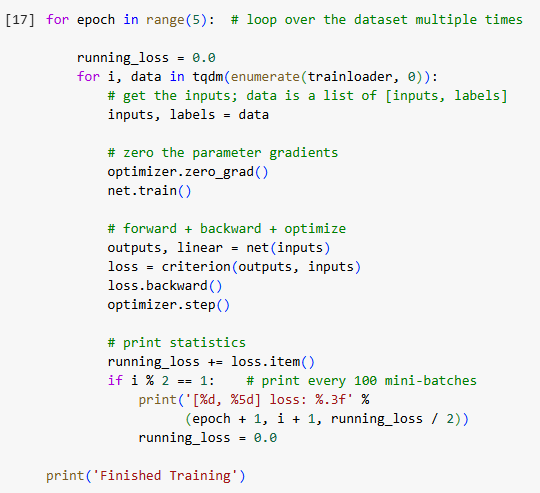 [17] for epoch in range(5):  # loop over the dataset multiple times
running_loss = 0.0
for i, data in tqdm(enumerate(trainloader, 0)):
# get the inputs; data is a list of [inputs, labels]
inputs, labels = data
# zero the parameter gradients
optimizer.zero_grad()
net.train()
# forward + backward + optimize
outputs, linear = net(inputs)
loss = criterion(outputs, inputs)
loss.backward()
optimizer.step()
# print statistics
running_loss += loss.item()
if i % 2 == 1:    # print every 100 mini-batches
print('[%d, %5d] loss: %.3f' %
(epoch + 1, i + 1, running_loss / 2))
running_loss = 0.0
print('Finished Training')